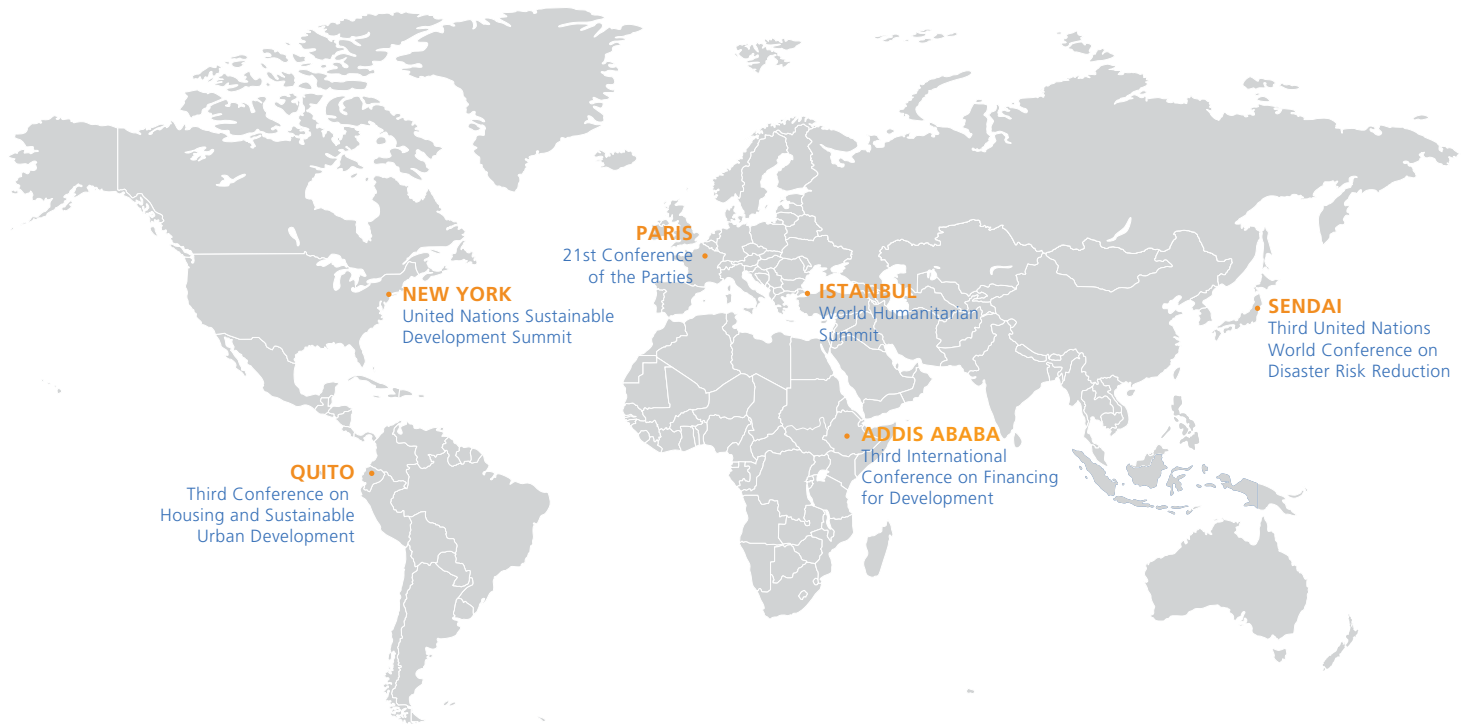 PARIS
21st Conference
of the Parties
NEW YORK
United Nations Sustainable
Development Summit
ISTANBUL
World Humanitarian
Summit
SENDAI
Third United Nations
World Conference on
Disaster Risk Reduction
ADDIS ABABA
Third International
Conference on Financing
for Development
QUITO
Third Conference on
Housing and Sustainable
Urban Development